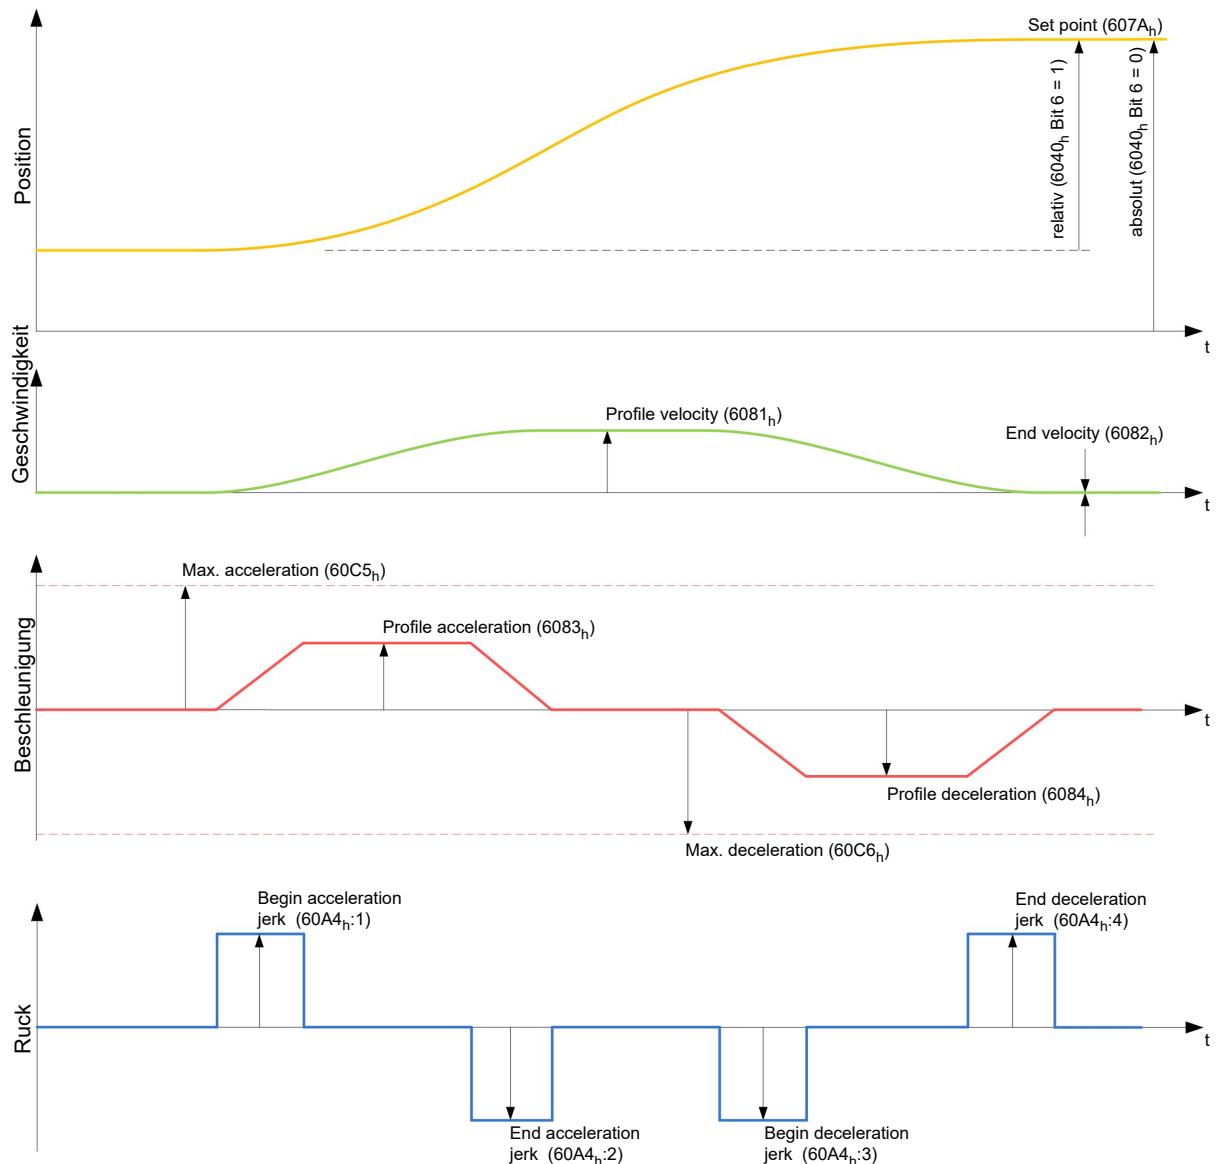 Set point (607Ah)
Position
relativ (6040h Bit 6 = 1)
absolut (6040h Bit 6 = 0)
t
Geschwindigkeit
Profile velocity (6081h)
End velocity (6082h)
t
Beschleunigung
Max. acceleration (60C5h)
Profile acceleration (6083h)
t
Profile deceleration (6084h)
Max. deceleration (60C6h)
Ruck
Begin acceleration
jerk (60A4h:1)
End deceleration
jerk (60A4h:4)
t
End acceleration
jerk (60A4h:2)
Begin deceleration
jerk (60A4h:3)